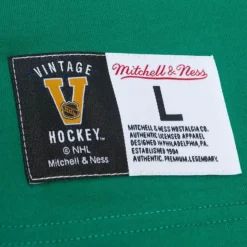 VINTAGE
V
HOCKEY™
© NHL
Mitchell & Ness
Mitchell & Ness
L
MITCHELL & NESS NOSTALGIA CO.
AUTHENTIC LICENSED APPAREL
DESIGNED IN PHILADELPHIA, PA
ESTABLISHED 1904
AUTHENTIC. PREMIUM. LEGENDARY.